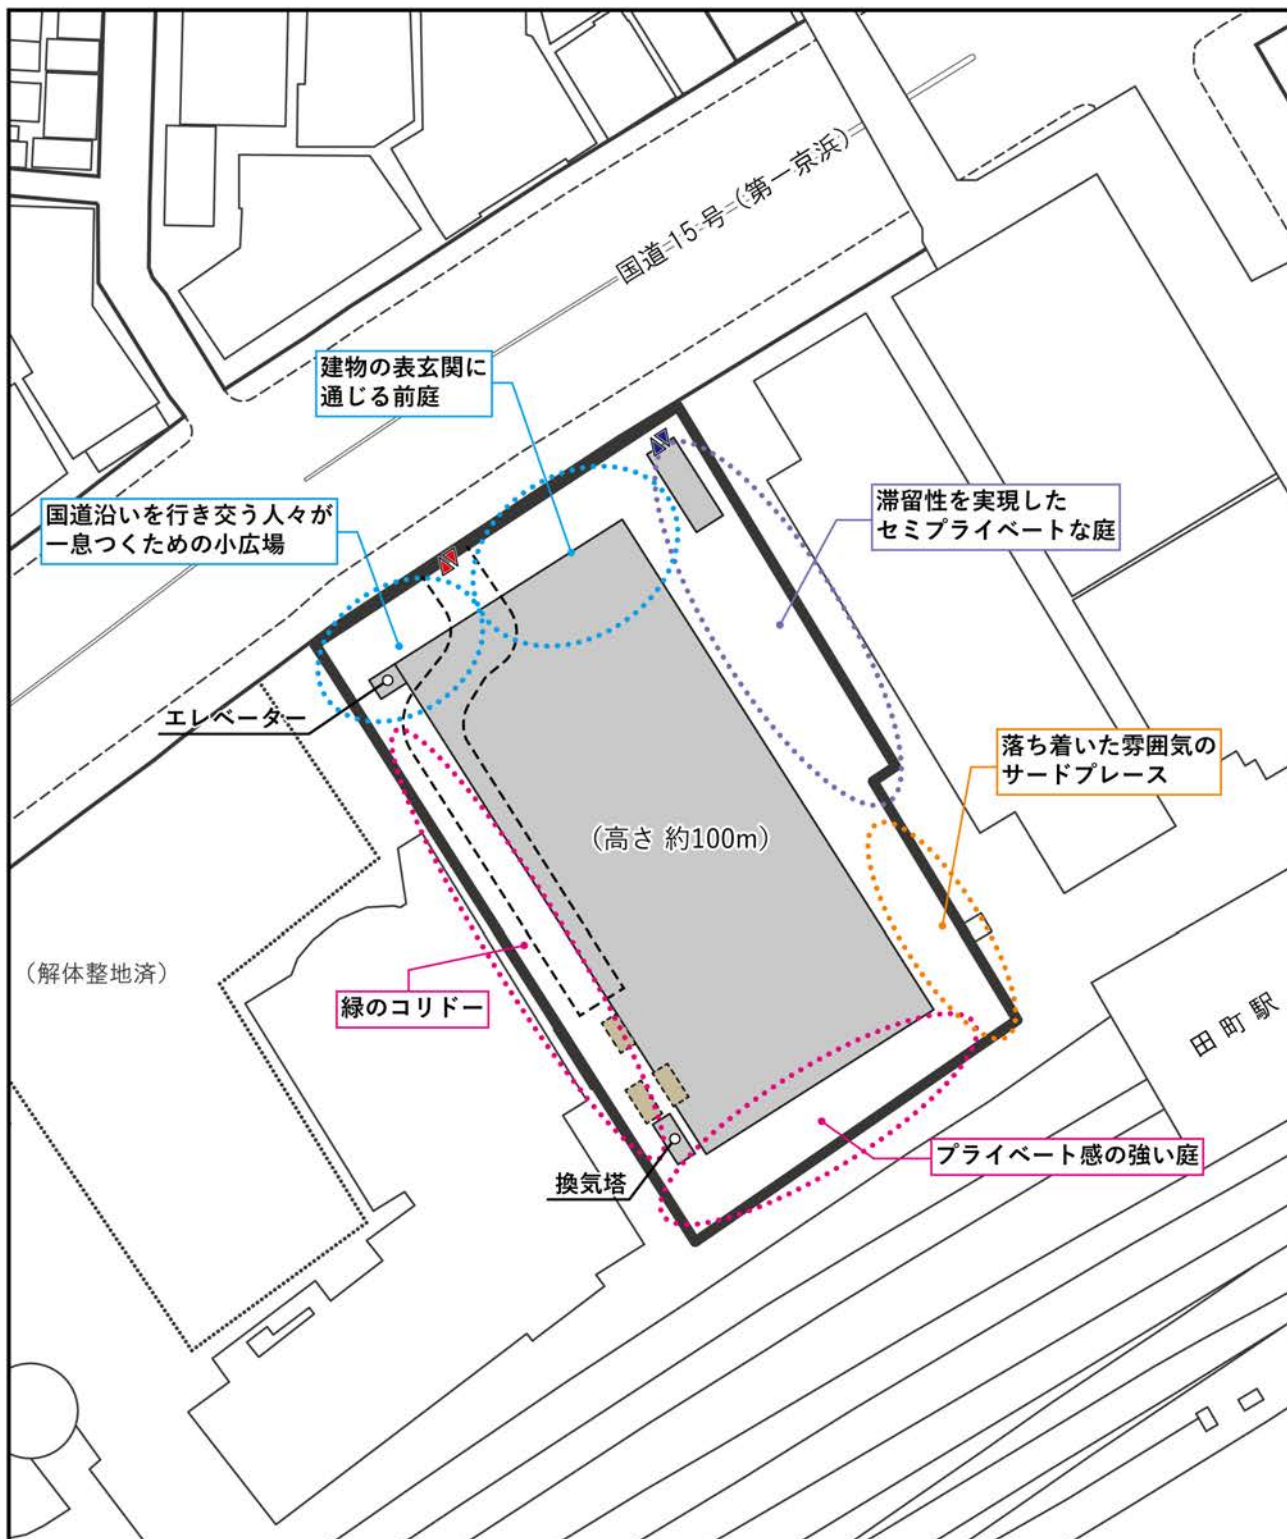 国道15号（第一京浜）
建物の表玄関に
通じる前庭
国道沿いを行き交う人々が
一息つくための小広場
滞留性を実現した
セミプライベートな庭
エレベーター
落ち着いた雰囲気の
サードプレース
（高さ 約100m）
（解体整地済）
緑のコリドー
田町駅
プライベート感の強い庭
換気塔